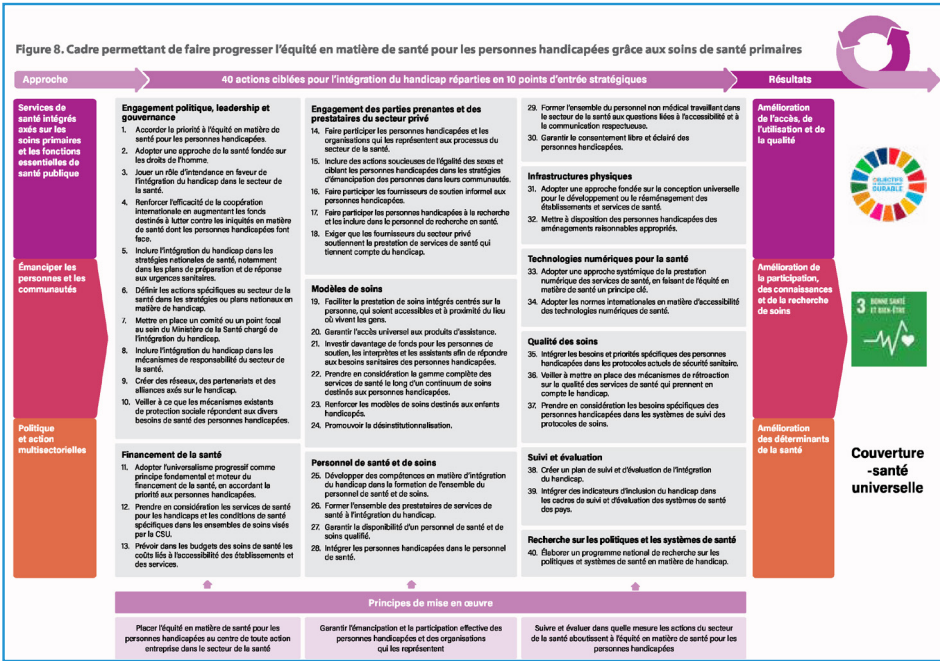 Figure 8. Cadre permettant de faire progresser l'équité en matière de santé pour les personnes handicapées grâce aux soins de santé primaires
Approche
40 actions ciblées pour l'intégration du handicap réparties en 10 points d'entrée stratégiques
Résultats
Services de
santé intégrés
axés sur les
soins primaires
et les fonctions
essentielles de
santé publique
Émanciper les
personnes et les
communautés
Politique
et action
multisectorielles
Engagement politique, leadership et
gouvernance
1. Accorder la priorité à l'équité en matière de
santé pour les personnes handicapées.
2. Adopter une approche de la santé fondée sur
les droits de l'homme.
3. Jouer un rôle d'intendance en faveur de
l'intégration du handicap dans le secteur de
la santé.
4. Renforcer l'efficacité de la coopération
internationale en augmentant les fonds
destinés à lutter contre les iniquités en matière
de santé dont les personnes handicapées font
face.
5. Inclure l'intégration du handicap dans les
stratégies nationales de santé, notamment
dans les plans de préparation et de réponse
aux urgences sanitaires.
6. Définir les actions spécifiques au secteur de la
santé dans les stratégies ou plans nationaux en
matière de handicap.
7. Mettre en place un comité ou un point focal
au sein du Ministère de la Santé chargé de
l'intégration du handicap.
8. Inclure l'intégration du handicap dans les
mécanismes de responsabilité du secteur de
la santé.
9. Créer des réseaux, des partenariats et des
alliances axés sur le handicap.
10. Veiller à ce que les mécanismes existants
de protection sociale répondent aux divers
besoins de santé des personnes handicapées.
Financement de la santé
11. Adopter l'universalisme progressif comme
principe fondamental et moteur du
financement de la santé, en accordant la
priorité aux personnes handicapées.
12. Prendre en considération les services de santé
pour les handicaps et les conditions de santé
spécifiques dans les ensembles de soins visés
par la CSU.
13. Prévoir dans les budgets des soins de santé les
coûts liés à l'accessibilité des établissements et
des services.
Engagement des parties prenantes et des
prestataires du secteur privé
14. Faire participer les personnes handicapées et les
organisations qui les représentent aux processus
du secteur de la santé.
15. Inclure des actions soucieuses de l'égalité des sexes et
ciblant les personnes handicapées dans les stratégies
d'émancipation des personnes dans leurs communautés.
16. Faire participer les fournisseurs de soutien informel aux
personnes handicapées.
17. Faire participer les personnes handicapées à la recherche
et les inclure dans le personnel de recherche en santé.
18. Exiger que les fournisseurs du secteur privé
soutiennent la prestation de services de santé qui
tiennent compte du handicap.
Modèles de soins
19. Faciliter la prestation de soins intégrés centrés sur la
personne, qui soient accessibles et à proximité du lieu
où vivent les gens.
20. Garantir l'accès universel aux produits d'assistance.
21. Investir davantage de fonds pour les personnes de
soutien, les interprètes et les assistants afin de répondre
aux besoins sanitaires des personnes handicapées.
22. Prendre en considération la gamme complète des
services de santé le long d'un continuum de soins
destinés aux personnes handicapées.
23. Renforcer les modèles de soins destinés aux enfants
handicapés.
24. Promouvoir la désinstitutionnalisation.
Personnel de santé et de soins
25. Développer des compétences en matière d'intégration
du handicap dans la formation de l'ensemble du
personnel de santé et de soins.
26. Former l'ensemble des prestataires de services de
santé à l'intégration du handicap.
27. Garantir la disponibilité d'un personnel de santé et de
soins qualifié.
28. Intégrer les personnes handicapées dans le personnel
de santé.
29. Former l'ensemble du personnel non médical travaillant dans
le secteur de la santé aux questions liées à l'accessibilité et à
la communication respectueuse.
30. Garantir le consentement libre et éclairé des
personnes handicapées.
Infrastructures physiques
31. Adopter une approche fondée sur la conception universelle
pour le développement ou le réaménagement des
établissements et services de santé.
32. Mettre à disposition des personnes handicapées des
aménagements raisonnables appropriés.
Technologies numériques pour la santé
33. Adopter une approche systémique de la prestation
numérique des services de santé, en faisant de l'équité en
matière de santé un principe clé.
34. Adopter les normes internationales en matière d'accessibilité
des technologies numériques de santé.
Qualité des soins
35. Intégrer les besoins et priorités spécifiques des personnes
handicapées dans les protocoles actuels de sécurité sanitaire.
36. Veiller à mettre en place des mécanismes de rétroaction
sur la qualité des services de santé qui prennent en
compte le handicap.
37. Prendre en considération les besoins spécifiques des
personnes handicapées dans les systèmes de suivi des
protocoles de soins.
Suivi et évaluation
38. Créer un plan de suivi et d'évaluation de l'intégration
du handicap.
39. Intégrer des indicateurs d'inclusion du handicap dans
les cadres de suivi et d'évaluation des systèmes de santé
des pays.
Recherche sur les politiques et les systèmes de santé
40. Élaborer un programme national de recherche sur les
politiques et systèmes de santé en matière de handicap.
Amélioration
de l'accès, de
l'utilisation et de
la qualité
Amélioration de
la participation,
des connaissances
et de la recherche
de soins
Amélioration
des déterminants
de la santé
OBJECTIFS
DURABLE
3 BONNE SANTÉ
ET BIEN-ÊTRE
Couverture
-santé
universelle
Principes de mise en œuvre
Placer l'équité en matière de santé pour les
personnes handicapées au centre de toute action
entreprise dans le secteur de la santé
Garantir l'émancipation et la participation effective des
personnes handicapées et des organisations
qui les représentent
Suivre et évaluer dans quelle mesure les actions du secteur
de la santé aboutissent à l'équité en matière de santé pour les
personnes handicapées